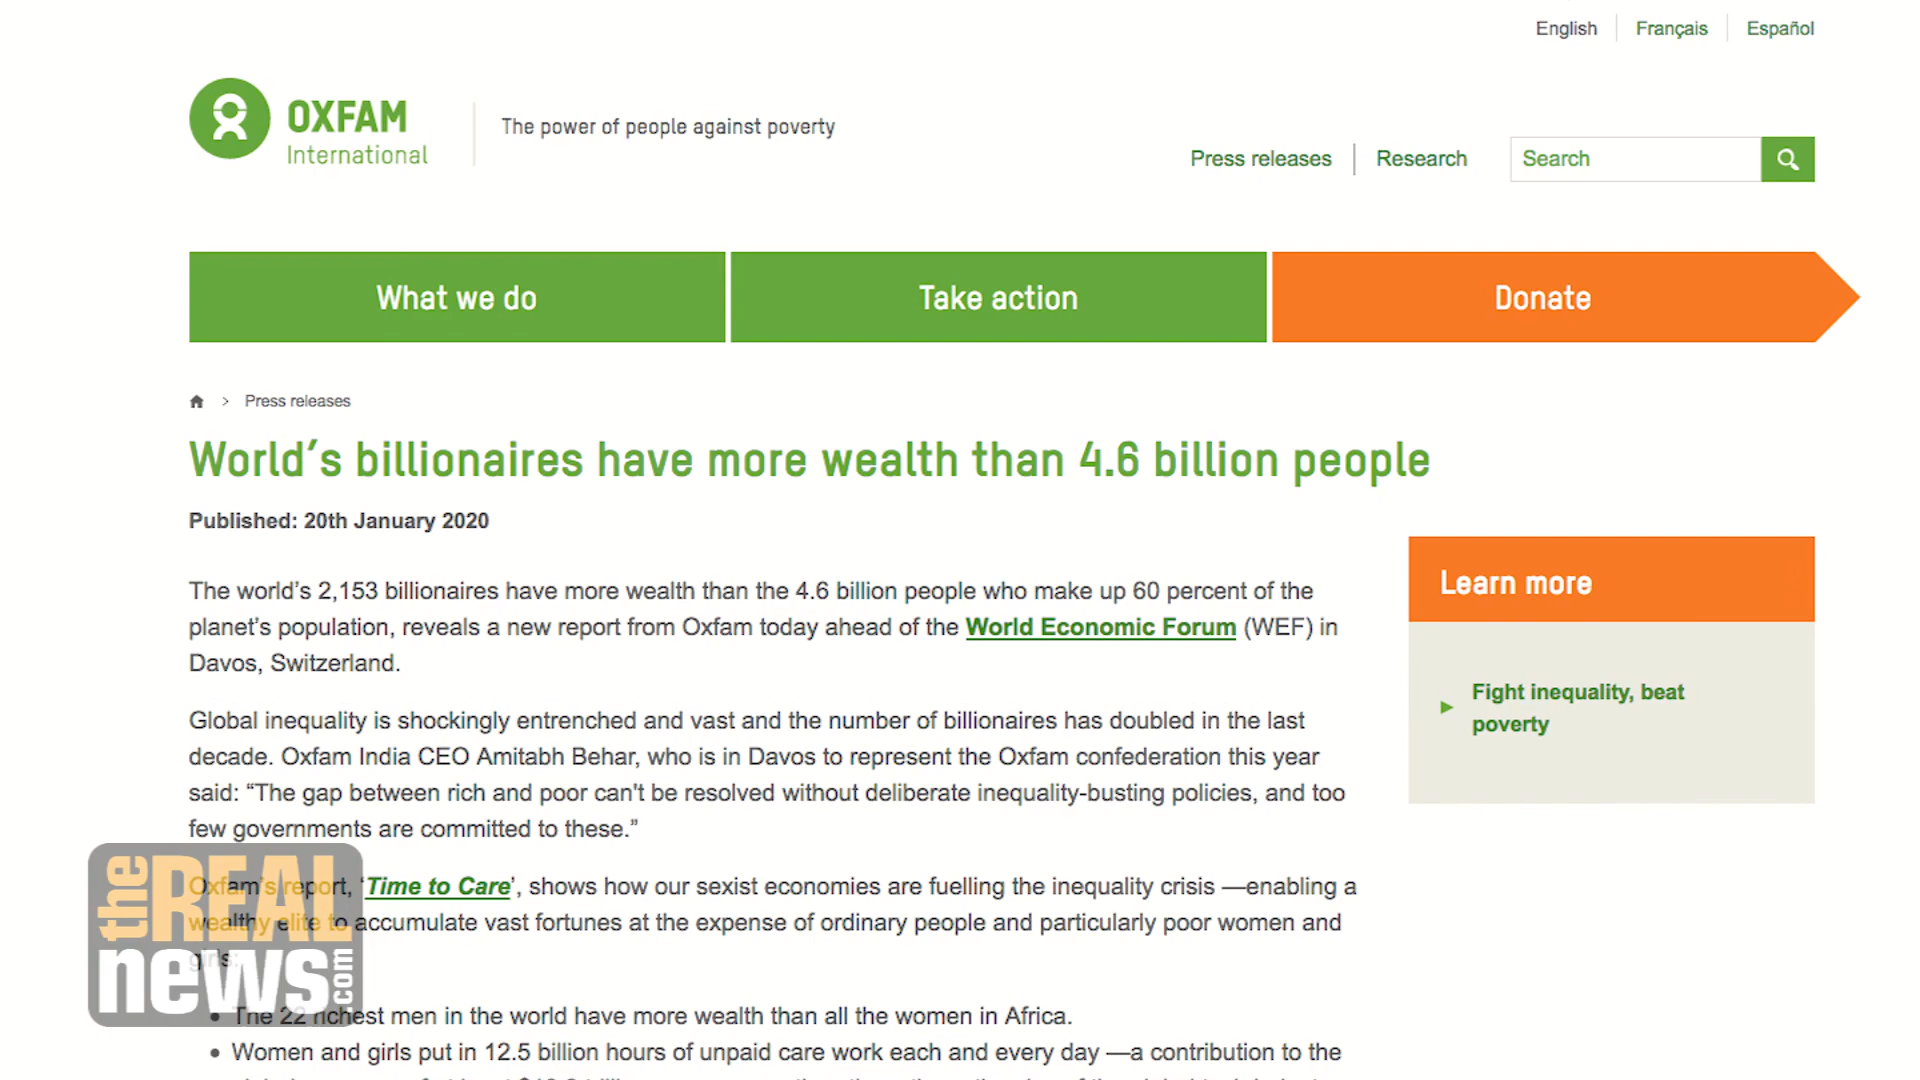 English Français Español
OXFAM
International
The power of people against poverty
Press releases Research Search
What we do Take action Donate
> Press releases
World's billionaires have more wealth than 4.6 billion people
Published: 20th January 2020
The world's 2,153 billionaires have more wealth than the 4.6 billion people who make up 60 percent of the
planet's population, reveals a new report from Oxfam today ahead of the World Economic Forum (WEF) in
Davos, Switzerland.
Global inequality is shockingly entrenched and vast and the number of billionaires has doubled in the last
decade. Oxfam India CEO Amitabh Behar, who is in Davos to represent the Oxfam confederation this year
said: “The gap between rich and poor can't be resolved without deliberate inequality-busting policies, and too
few governments are committed to these.”
Oxfam's report, ‘Time to Care’, shows how our sexist economies are fuelling the inequality crisis —enabling a
wealthy elite to accumulate vast fortunes at the expense of ordinary people and particularly poor women and
girls:
• The 22 richest men in the world have more wealth than all the women in Africa.
• Women and girls put in 12.5 billion hours of unpaid care work each and every day —a contribution to the
Learn more
Fight inequality, beat
poverty
the REAL
news.com